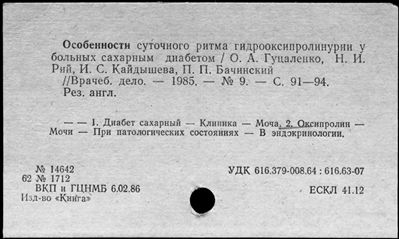 Особенности суточного ритма гидрооксипролинурии у
больных сахарным диабетом / О. А. Гуцаленко, Н. И.
Рий, И. С. Кайдышева, П. П. Бачинский
//Врачеб. дело. — 1985. — № 9. — С. 91—94.
Рез. англ.
— — 1. Диабет сахарный — Клиника — Моча. 2. Оксипролин —
Мочи — При патологических состояниях — В эндокринологии.
№ 14642
УДК 616.379-008.64 : 616.63-07
62 № 1712
ВКП и ГЦНМБ 6.02.86
ЕСКЛ 41.12
Изд-во «Книга»